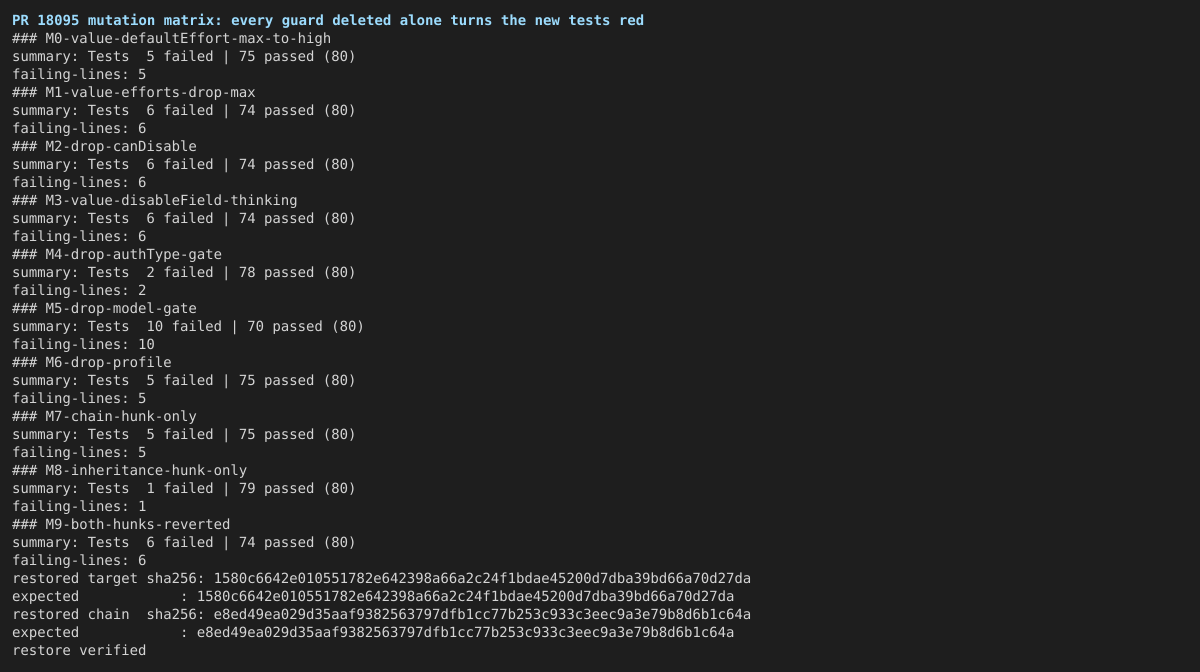 PR 18095 mutation matrix: every guard deleted alone turns the new tests red
### M0-value-defaultEffort-max-to-high
summary: Tests  5 failed | 75 passed (80)
failing-lines: 5
### M1-value-efforts-drop-max
summary: Tests  6 failed | 74 passed (80)
failing-lines: 6
### M2-drop-canDisable
summary: Tests  6 failed | 74 passed (80)
failing-lines: 6
### M3-value-disableField-thinking
summary: Tests  6 failed | 74 passed (80)
failing-lines: 6
### M4-drop-authType-gate
summary: Tests  2 failed | 78 passed (80)
failing-lines: 2
### M5-drop-model-gate
summary: Tests  10 failed | 70 passed (80)
failing-lines: 10
### M6-drop-profile
summary: Tests  5 failed | 75 passed (80)
failing-lines: 5
### M7-chain-hunk-only
summary: Tests  5 failed | 75 passed (80)
failing-lines: 5
### M8-inheritance-hunk-only
summary: Tests  1 failed | 79 passed (80)
failing-lines: 1
### M9-both-hunks-reverted
summary: Tests  6 failed | 74 passed (80)
failing-lines: 6
restored target sha256: 1580c6642e010551782e642398a66a2c24f1bdae45200d7dba39bd66a70d27da
expected            : 1580c6642e010551782e642398a66a2c24f1bdae45200d7dba39bd66a70d27da
restored chain  sha256: e8ed49ea029d35aaf9382563797dfb1cc77b253c933c3eec9a3e79b8d6b1c64a
expected            : e8ed49ea029d35aaf9382563797dfb1cc77b253c933c3eec9a3e79b8d6b1c64a
restore verified